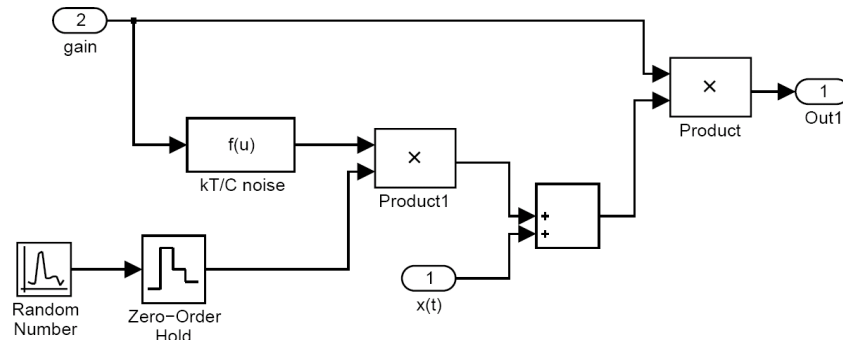 2
gain
f(u)
kT/C noise
×
Product1
×
Product
1
Out1
+
+
1
x(t)
Random
Number
Zero−Order
Hold